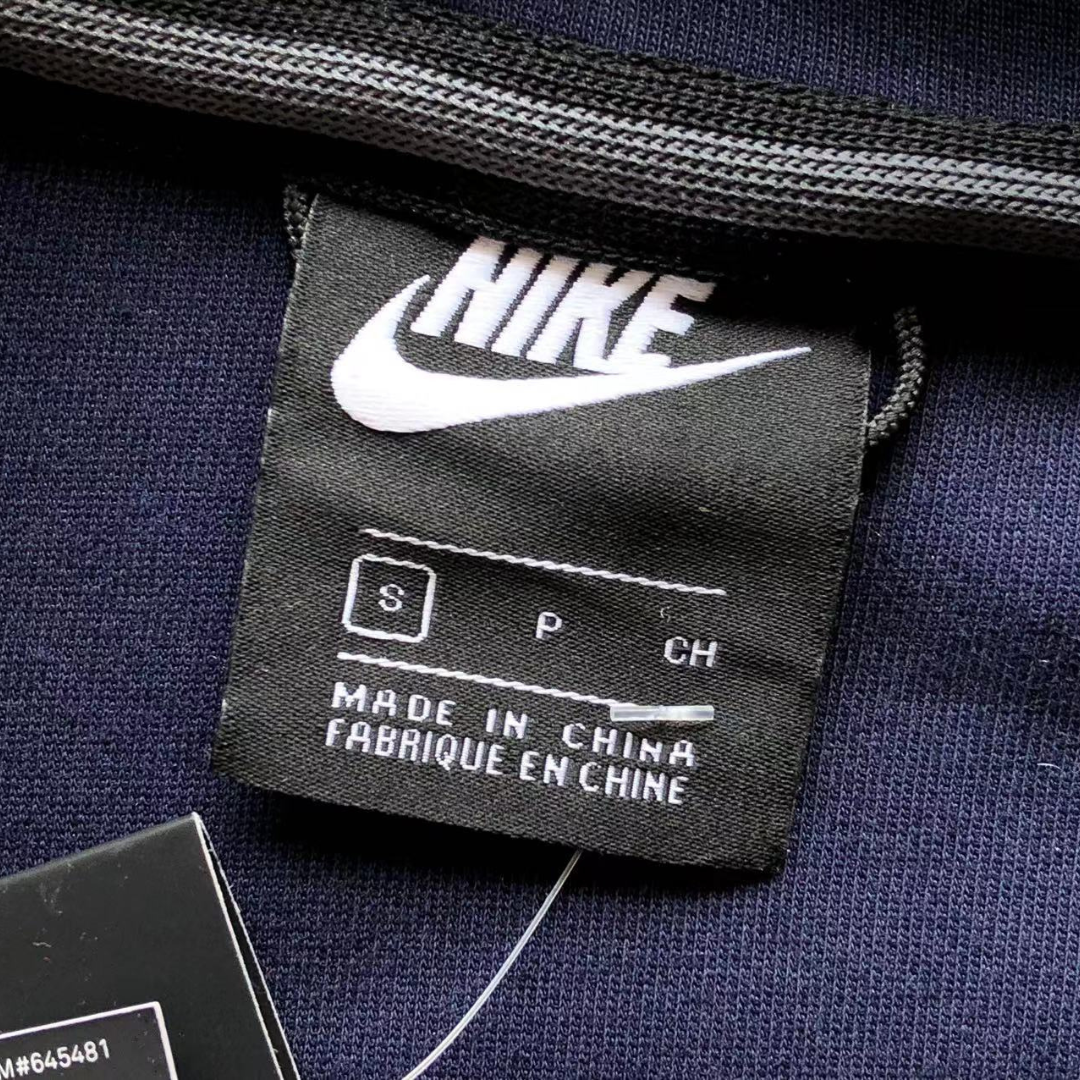 NIKE
S P CH
MADE IN CHINA
FABRIQUE EN CHINE
M#645481